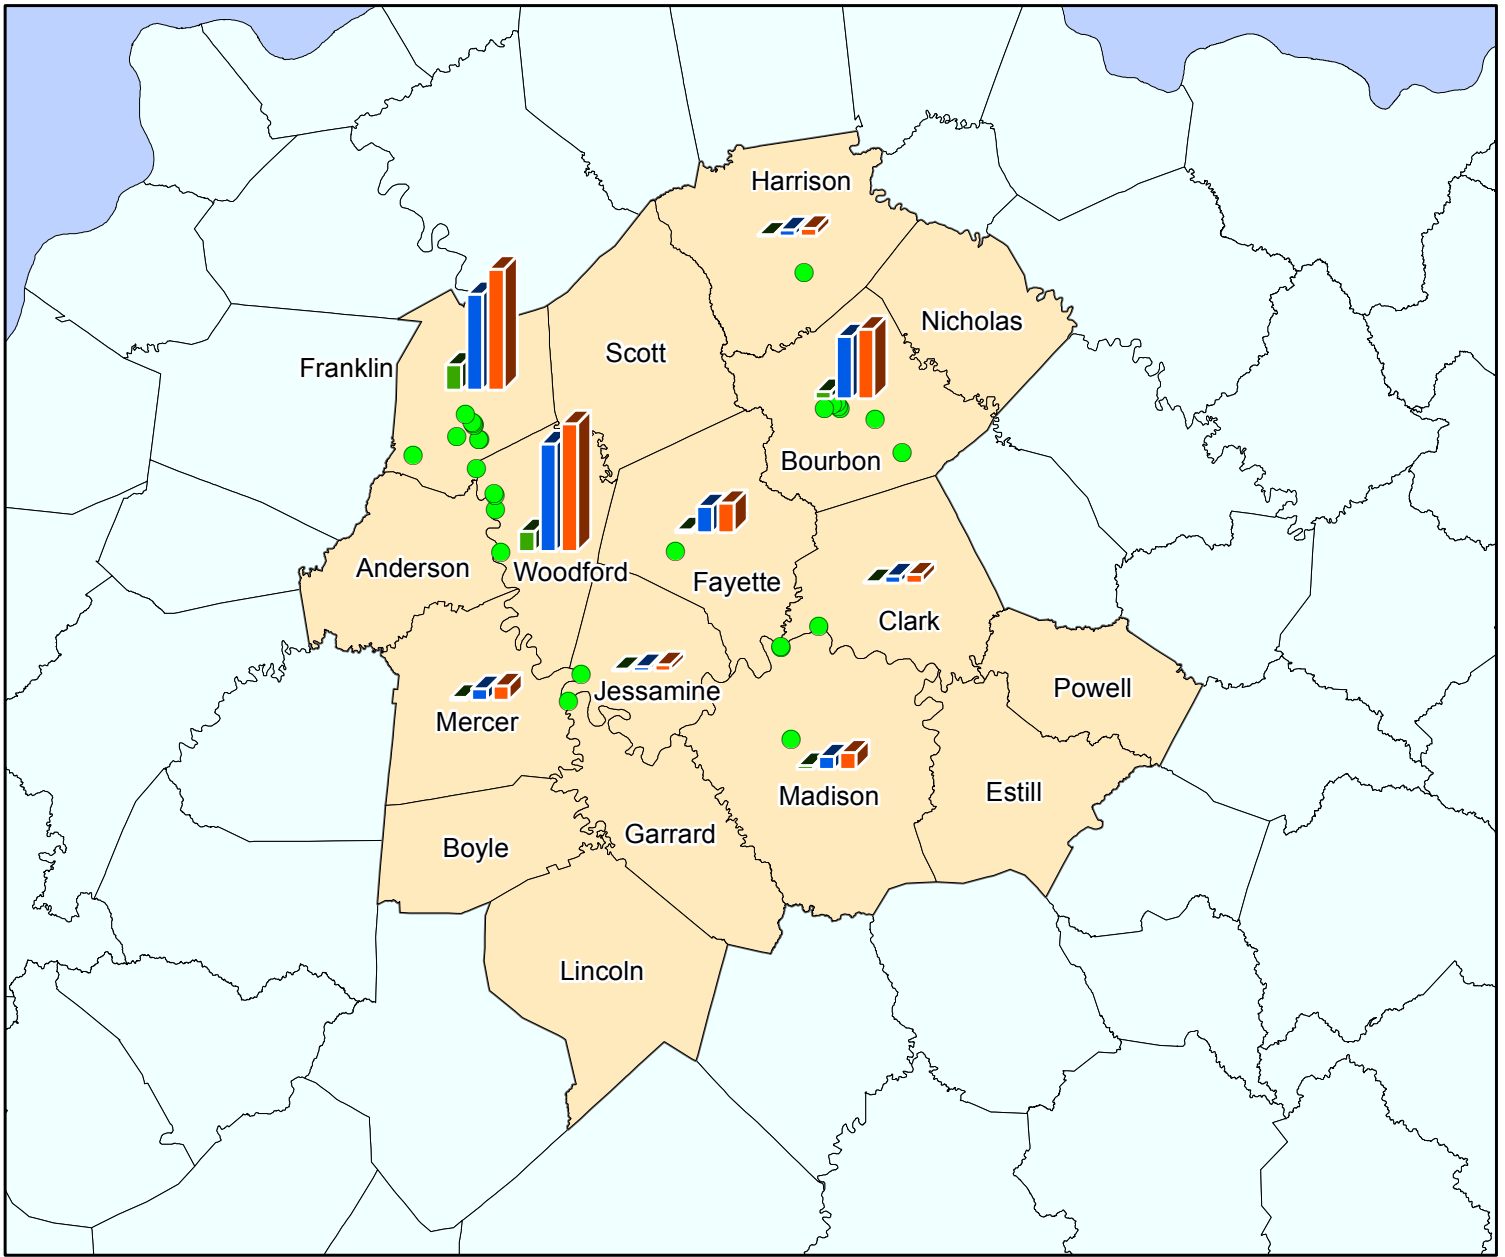 Harrison
Nicholas
Scott
Franklin
Bourbon
Anderson
Woodford
Fayette
Clark
Powell
Jessamine
Mercer
Estill
Madison
Garrard
Boyle
Lincoln